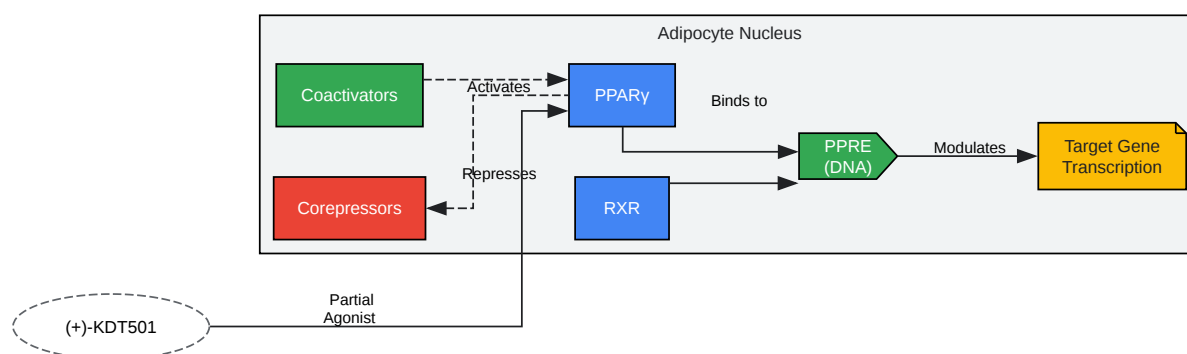 Adipocyte Nucleus
Coactivators
Activates
PPARγ
Binds to
PPRE
(DNA)
Modulates
Target Gene
Transcription
Represses
Corepressors
RXR
Partial
Agonist
(+)-KDT501